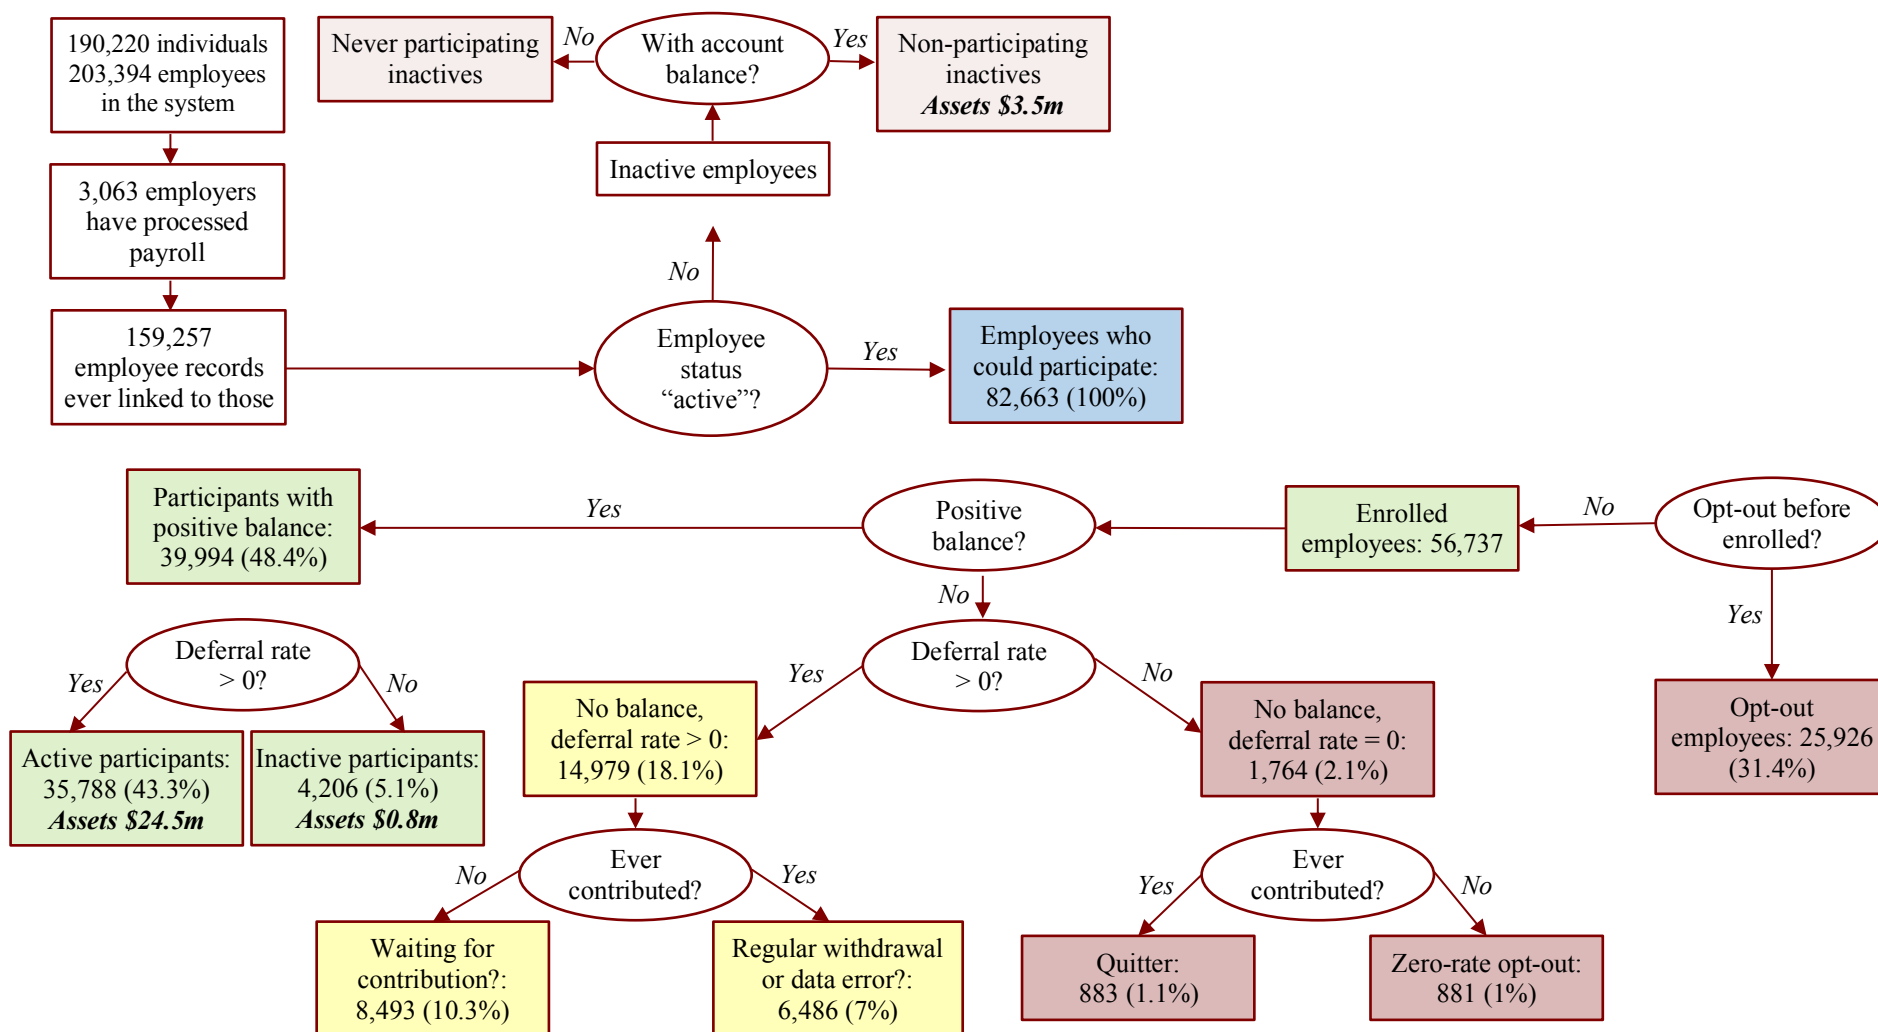 190,220 individuals
203,394 employees
in the system
Never participating
inactives
No
With account
balance?
Yes
Non-participating
inactives
Assets $3.5m
3,063 employers
have processed
payroll
Inactive employees
No
159,257
employee records
ever linked to those
Employee
status
“active”?
Yes
Employees who
could participate:
82,663 (100%)
Participants with
positive balance:
39,994 (48.4%)
Yes
Positive
balance?
Enrolled
employees: 56,737
No
Opt-out before
enrolled?
No
Yes
Deferral rate
> 0?
Yes
No
Deferral rate
> 0?
Yes
No
Active participants:
35,788 (43.3%)
Assets $24.5m
Inactive participants:
4,206 (5.1%)
Assets $0.8m
No balance,
deferral rate > 0:
14,979 (18.1%)
No balance,
deferral rate = 0:
1,764 (2.1%)
Opt-out
employees: 25,926
(31.4%)
No
Ever
contributed?
Yes
Yes
Ever
contributed?
No
Waiting for
contribution?:
8,493 (10.3%)
Regular withdrawal
or data error?:
6,486 (7%)
Quitter:
883 (1.1%)
Zero-rate opt-out:
881 (1%)